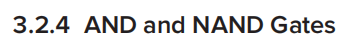 3.2.4 AND and NAND Gates